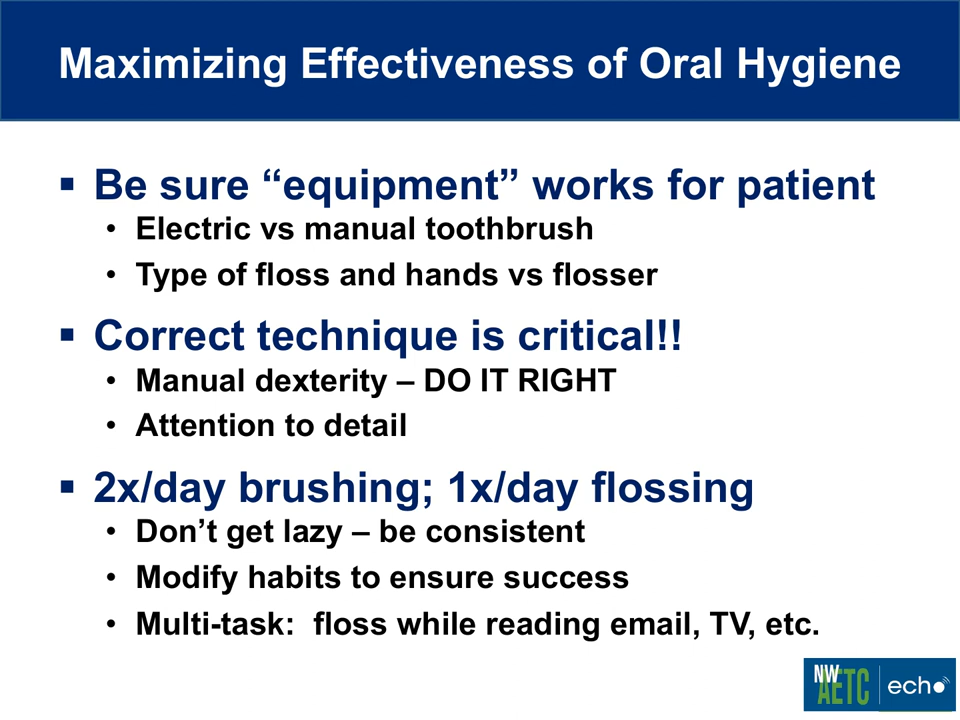 Maximizing Effectiveness of Oral Hygiene
▪ Be sure “equipment” works for patient
• Electric vs manual toothbrush
• Type of floss and hands vs flosser
▪ Correct technique is critical!!
• Manual dexterity – DO IT RIGHT
• Attention to detail
▪ 2x/day brushing; 1x/day flossing
• Don’t get lazy – be consistent
• Modify habits to ensure success
• Multi-task:  floss while reading email, TV, etc.
NW AETC | echo